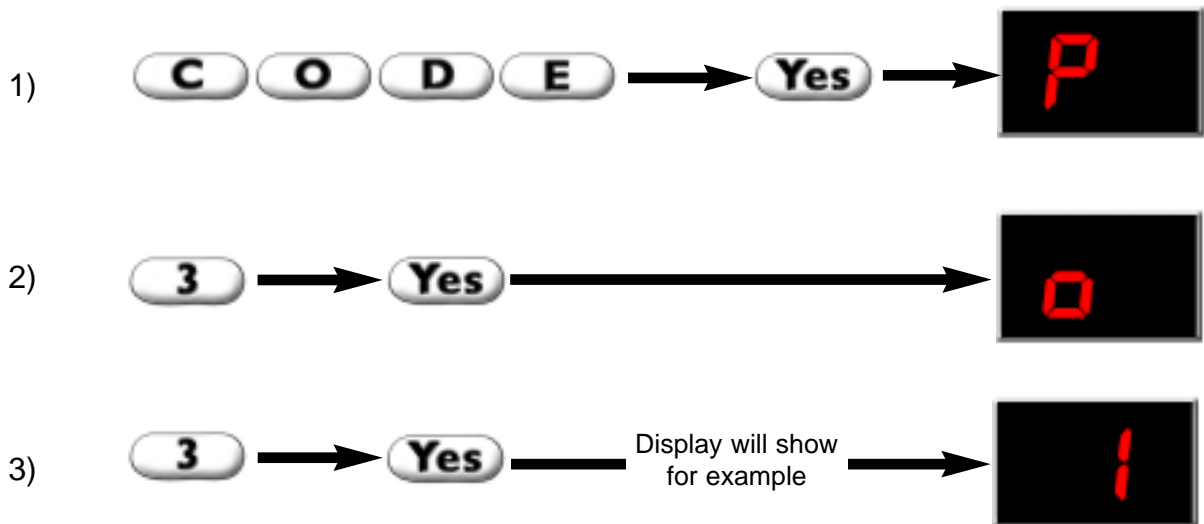 1) C O D E Yes P
2) 3 Yes o
3) 3 Yes Display will show
for example 1